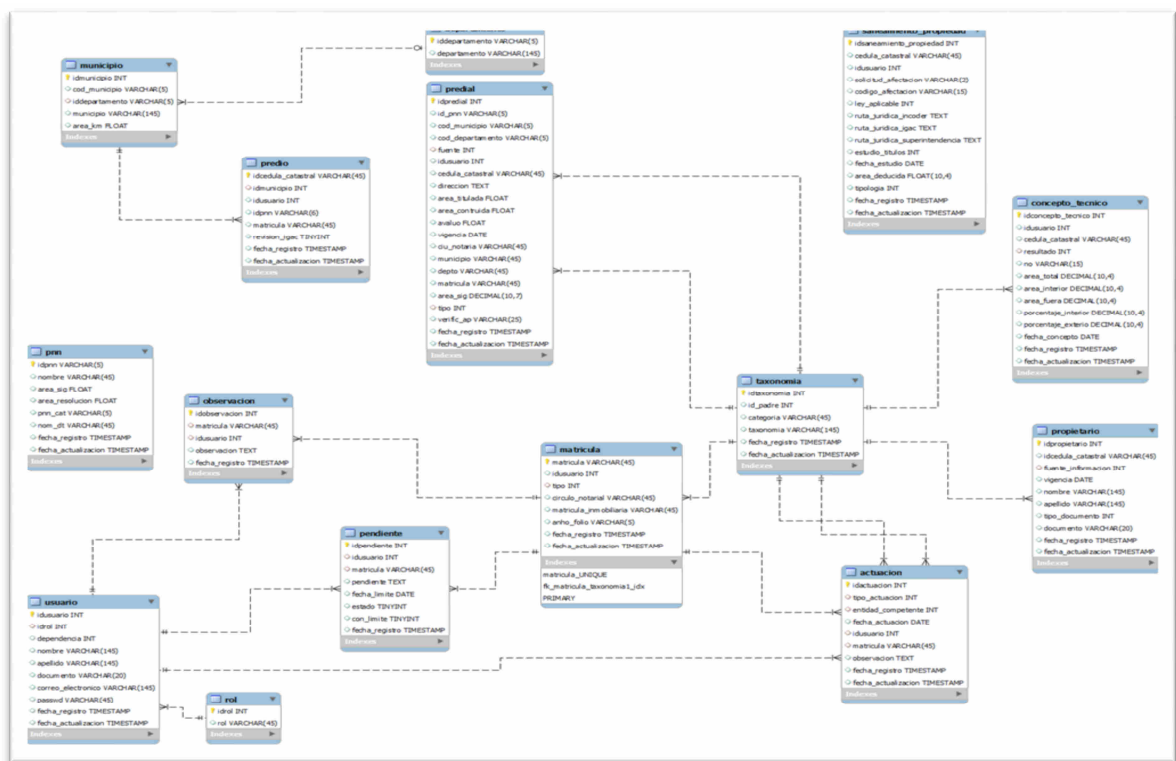 iddepartamento VARCHAR(5)
departamento VARCHAR(145)
Indexes
municipio
idmunicipio INT
cod_municipio VARCHAR(5)
iddepartamento VARCHAR(5)
municipio VARCHAR(145)
area_km FLOAT
Indexes
predial
idpredial INT
id_pnn VARCHAR(5)
cod_municipio VARCHAR(5)
cod_departamento VARCHAR(5)
fuente INT
idusuario INT
cedula_catastral VARCHAR(45)
direccion TEXT
area_titulada FLOAT
area_contruida FLOAT
avaluo FLOAT
vigencia DATE
ciu_notaria VARCHAR(45)
municipio VARCHAR(45)
depto VARCHAR(45)
matricula VARCHAR(45)
area_sig DECIMAL(10,7)
tipo INT
verific_ap VARCHAR(25)
fecha_registro TIMESTAMP
fecha_actualizacion TIMESTAMP
Indexes
saneamiento_propiedad
idsaneamiento_propiedad INT
cedula_catastral VARCHAR(45)
idusuario INT
solicitud_afectacion VARCHAR(2)
codigo_afectacion VARCHAR(15)
ley_aplicable INT
ruta_juridica_incoder TEXT
ruta_juridica_igac TEXT
ruta_juridica_superintendencia TEXT
estudio_titulos INT
fecha_estudio DATE
area_deducida FLOAT(10,4)
tipologia INT
fecha_registro TIMESTAMP
fecha_actualizacion TIMESTAMP
Indexes
predio
idcedula_catastral VARCHAR(45)
idmunicipio INT
idusuario INT
idpnn VARCHAR(6)
matricula VARCHAR(45)
revision_igac TINYINT
fecha_registro TIMESTAMP
fecha_actualizacion TIMESTAMP
Indexes
concepto_tecnico
idconcepto_tecnico INT
idusuario INT
cedula_catastral VARCHAR(45)
resultado INT
no VARCHAR(15)
area_total DECIMAL(10,4)
area_interior DECIMAL(10,4)
area_fuera DECIMAL(10,4)
porcentaje_interior DECIMAL(10,4)
porcentaje_exterio DECIMAL(10,4)
fecha_concepto DATE
fecha_registro TIMESTAMP
fecha_actualizacion TIMESTAMP
Indexes
pnn
idpnn VARCHAR(5)
nombre VARCHAR(45)
area_sig FLOAT
area_resolucion FLOAT
pnn_cat VARCHAR(5)
nom_dt VARCHAR(45)
fecha_registro TIMESTAMP
fecha_actualizacion TIMESTAMP
Indexes
observacion
idobservacion INT
matricula VARCHAR(45)
idusuario INT
observacion TEXT
fecha_registro TIMESTAMP
Indexes
taxonomia
idtaxonomia INT
id_padre INT
categoria VARCHAR(45)
taxonomia VARCHAR(145)
fecha_registro TIMESTAMP
fecha_actualizacion TIMESTAMP
Indexes
matricula
matricula VARCHAR(45)
idusuario INT
tipo INT
circulo_notarial VARCHAR(45)
matricula_inmobiliaria VARCHAR(45)
anho_folio VARCHAR(5)
fecha_registro TIMESTAMP
fecha_actualizacion TIMESTAMP
Indexes
matricula_UNIQUE
fk_matricula_taxonomia1_idx
PRIMARY
propietario
idpropietario INT
idcedula_catastral VARCHAR(45)
fuente_informacion INT
vigencia DATE
nombre VARCHAR(145)
apellido VARCHAR(145)
tipo_documento INT
documento VARCHAR(20)
fecha_registro TIMESTAMP
fecha_actualizacion TIMESTAMP
Indexes
pendiente
idpendiente INT
idusuario INT
matricula VARCHAR(45)
pendiente TEXT
fecha_limite DATE
estado TINYINT
con_limite TINYINT
fecha_registro TIMESTAMP
Indexes
actuacion
idactuacion INT
tipo_actuacion INT
entidad_competente INT
fecha_actuacion DATE
idusuario INT
matricula VARCHAR(45)
observacion TEXT
fecha_registro TIMESTAMP
fecha_actualizacion TIMESTAMP
Indexes
usuario
idusuario INT
idrol INT
dependencia INT
nombre VARCHAR(145)
apellido VARCHAR(145)
documento VARCHAR(20)
correo_electronico VARCHAR(145)
passwd VARCHAR(45)
fecha_registro TIMESTAMP
fecha_actualizacion TIMESTAMP
Indexes
rol
idrol INT
rol VARCHAR(45)
Indexes